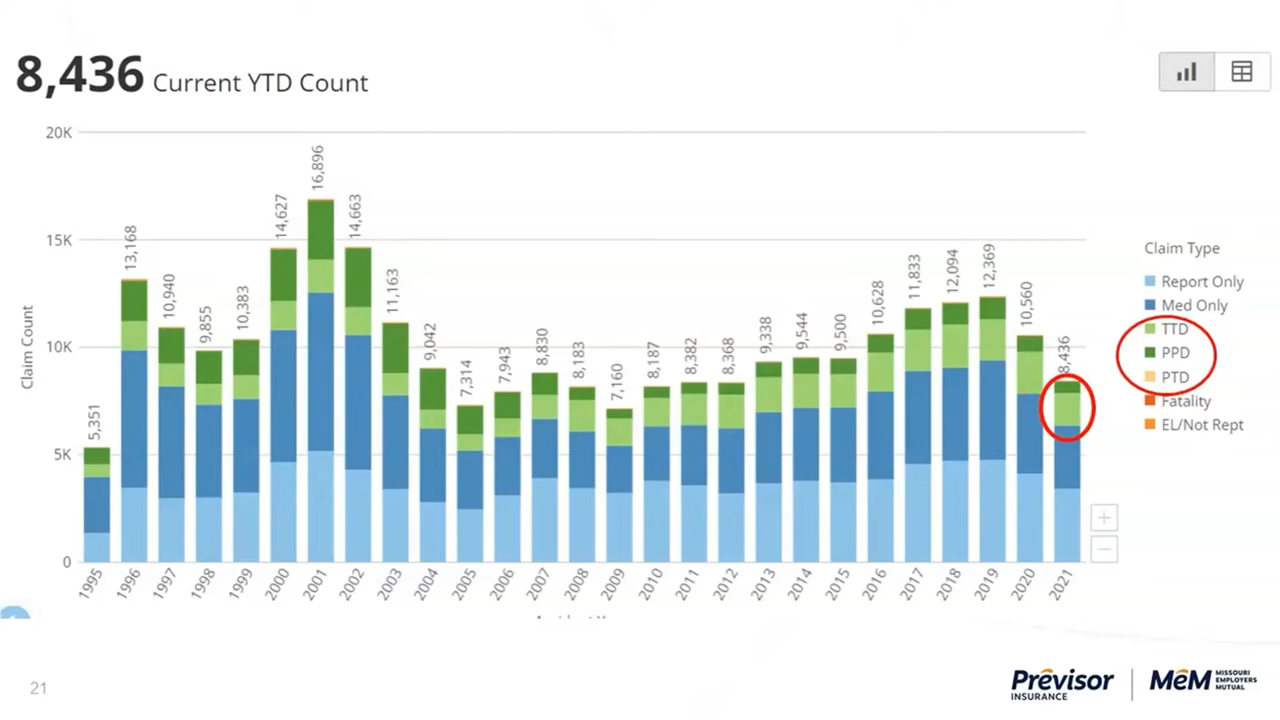 8,436 Current YTD Count
20K
15K
10K
5K
0
Claim Count
5,351
13,168
10,940
9,855
10,383
14,627
16,896
14,663
11,163
9,042
7,314
7,943
8,830
8,183
7,160
8,187
8,382
8,368
9,338
9,544
9,500
10,628
11,833
12,094
12,369
10,560
8,436
1995
1996
1997
1998
1999
2000
2001
2002
2003
2004
2005
2006
2007
2008
2009
2010
2011
2012
2013
2014
2015
2016
2017
2018
2019
2020
2021
Claim Type
Report Only
Med Only
TTD
PPD
PTD
Fatality
EL/Not Rept
+
−
21
Prēvisor
INSURANCE
MEM
MISSOURI
EMPLOYERS
MUTUAL